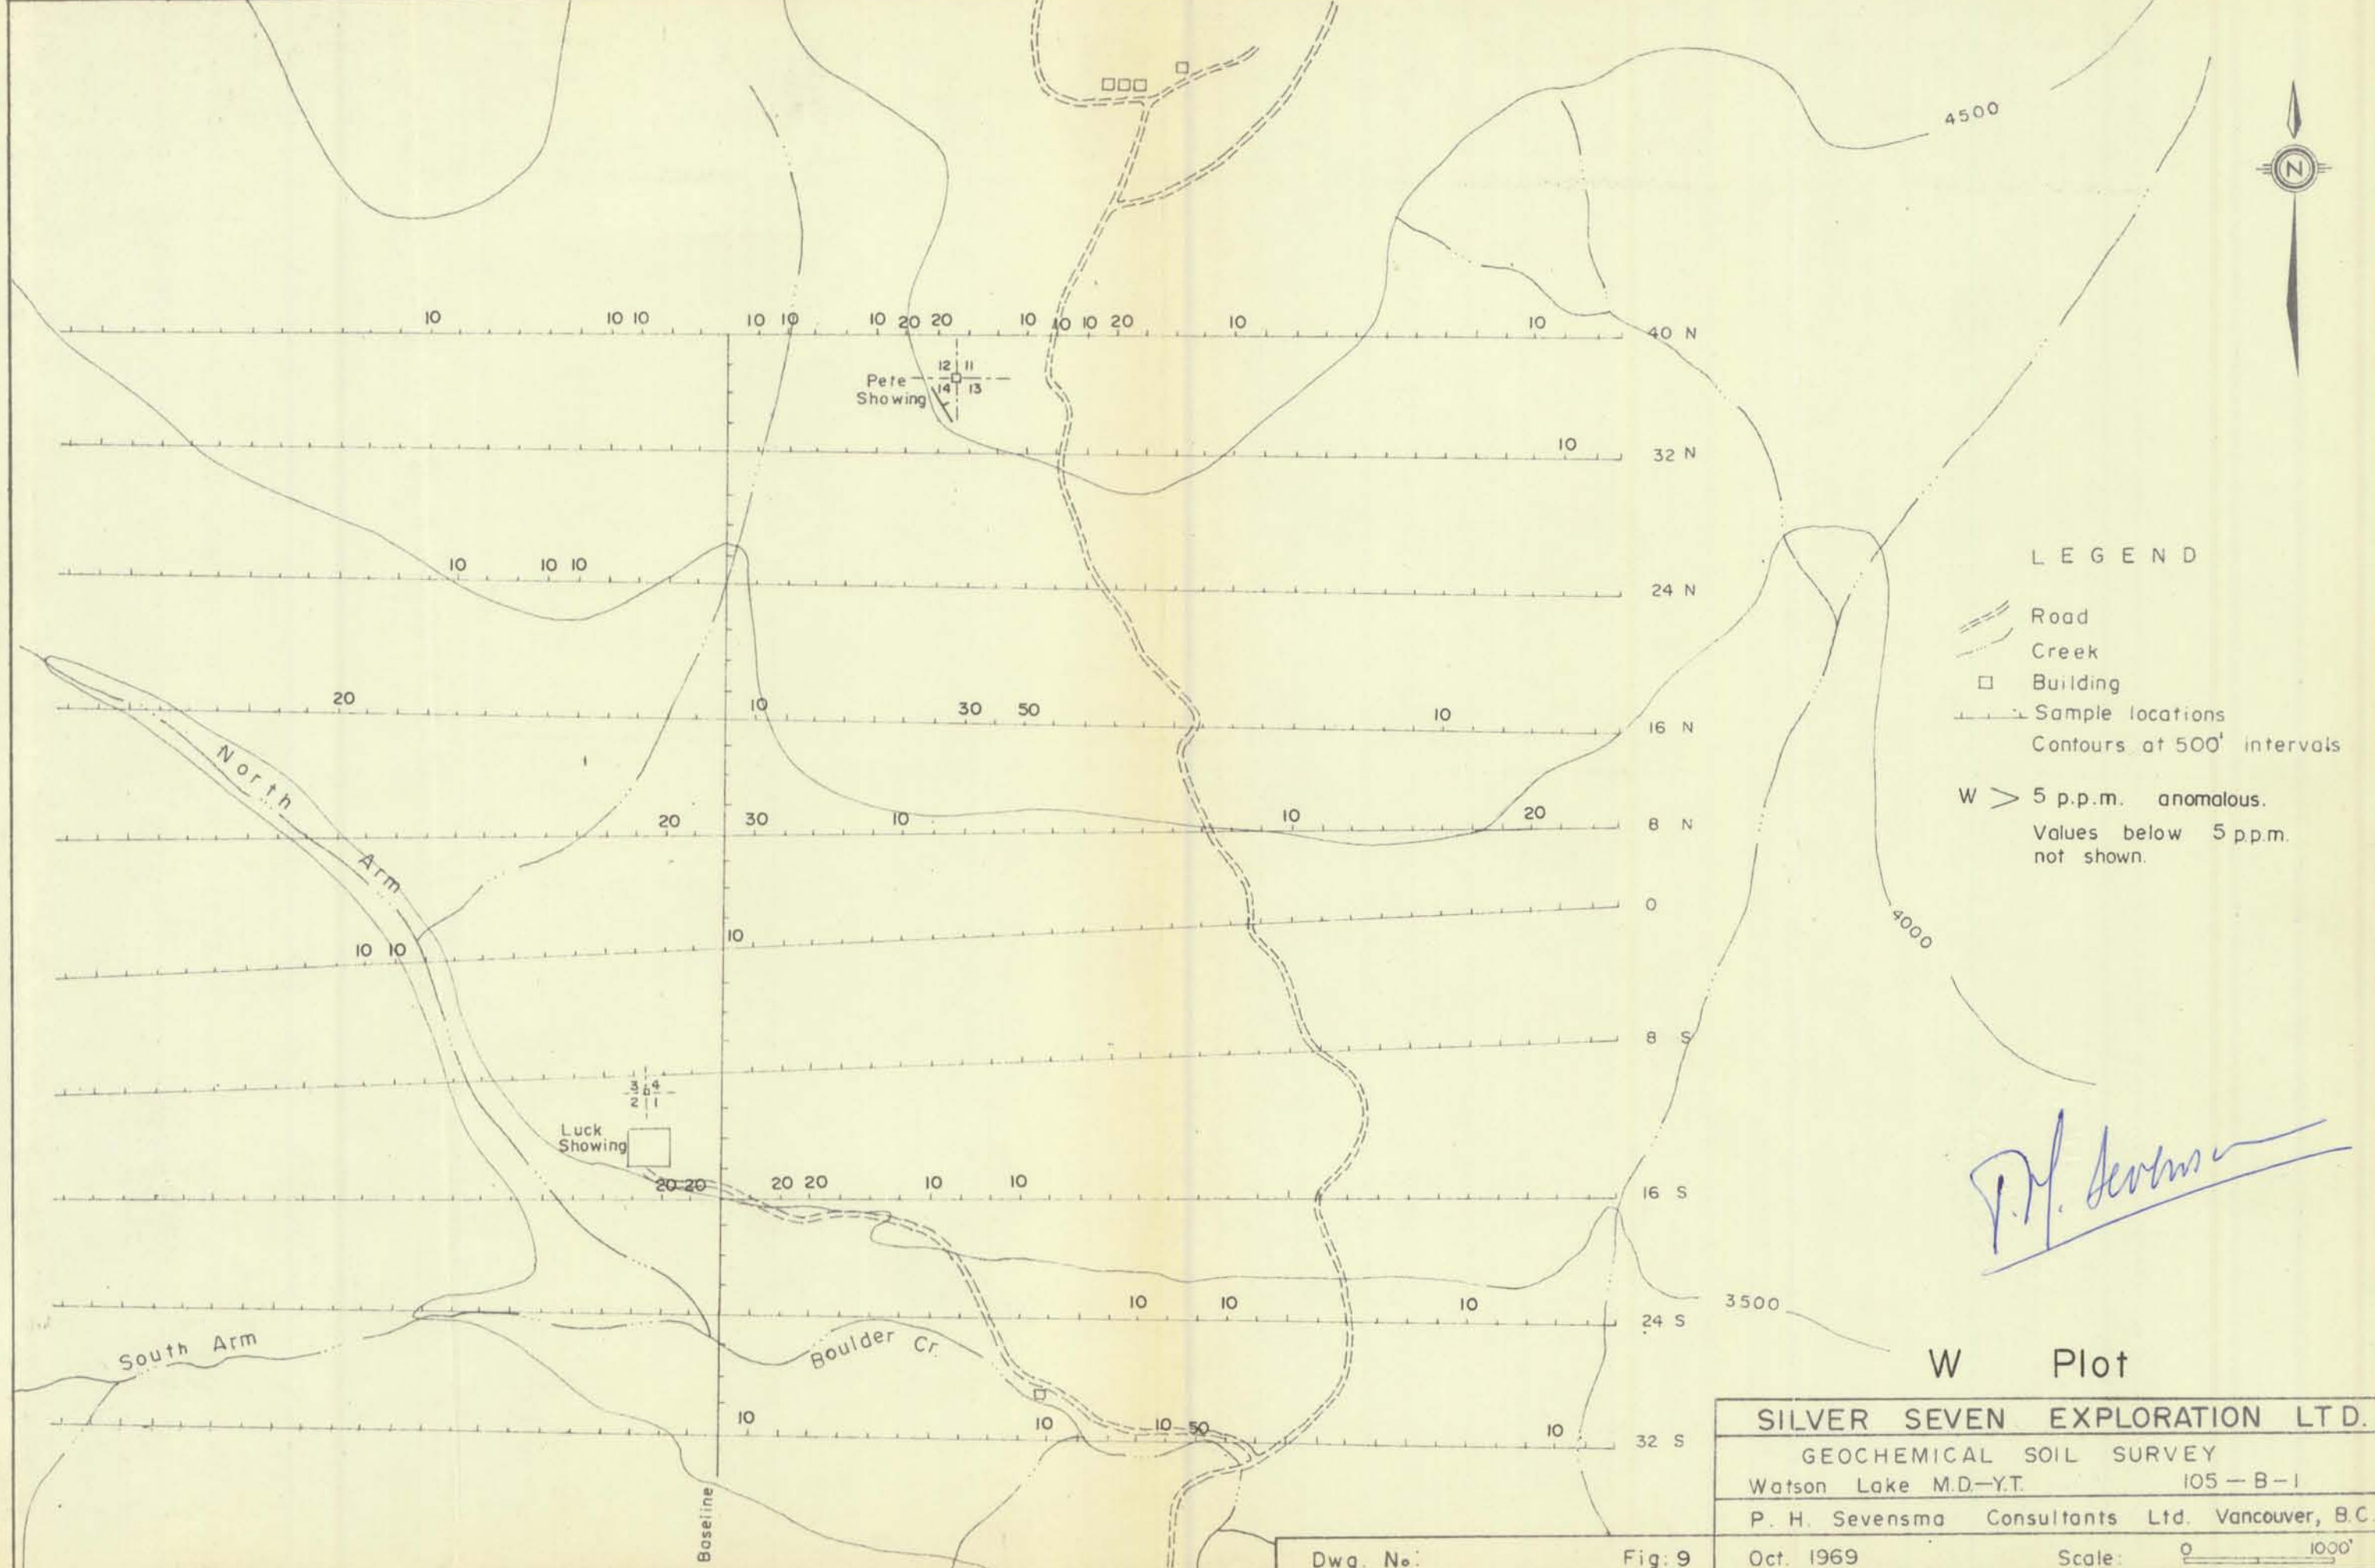 4500
N
10 10 10 10 10 10 20 20 10 10 10 20 10 10 40 N
12 11
Pete
14 13
Showing
10 32 N
10 10 10 24 N
LEGEND
Road
Creek
Building
Sample locations
Contours at 500' intervals
W > 5 p.p.m. anomalous.
Values below 5 p.p.m.
not shown.
20 10 30 50 10 16 N
North Arm
20 30 10 10 20 8 N
0
10 10 10
4000
8 S
3 4
2 1
Luck
Showing
20 20 20 20 10 10 16 S
10 10 10 24 S
3500
South Arm
Boulder Cr.
10 10 10 50 10 32 S
Baseline
P.H. Sevensma
W Plot
SILVER SEVEN EXPLORATION LTD.
GEOCHEMICAL SOIL SURVEY
Watson Lake M.D.-Y.T. 105-B-1
P. H. Sevensma Consultants Ltd. Vancouver, B.C.
Dwg. No: Fig: 9 Oct. 1969 Scale: 0 1000'